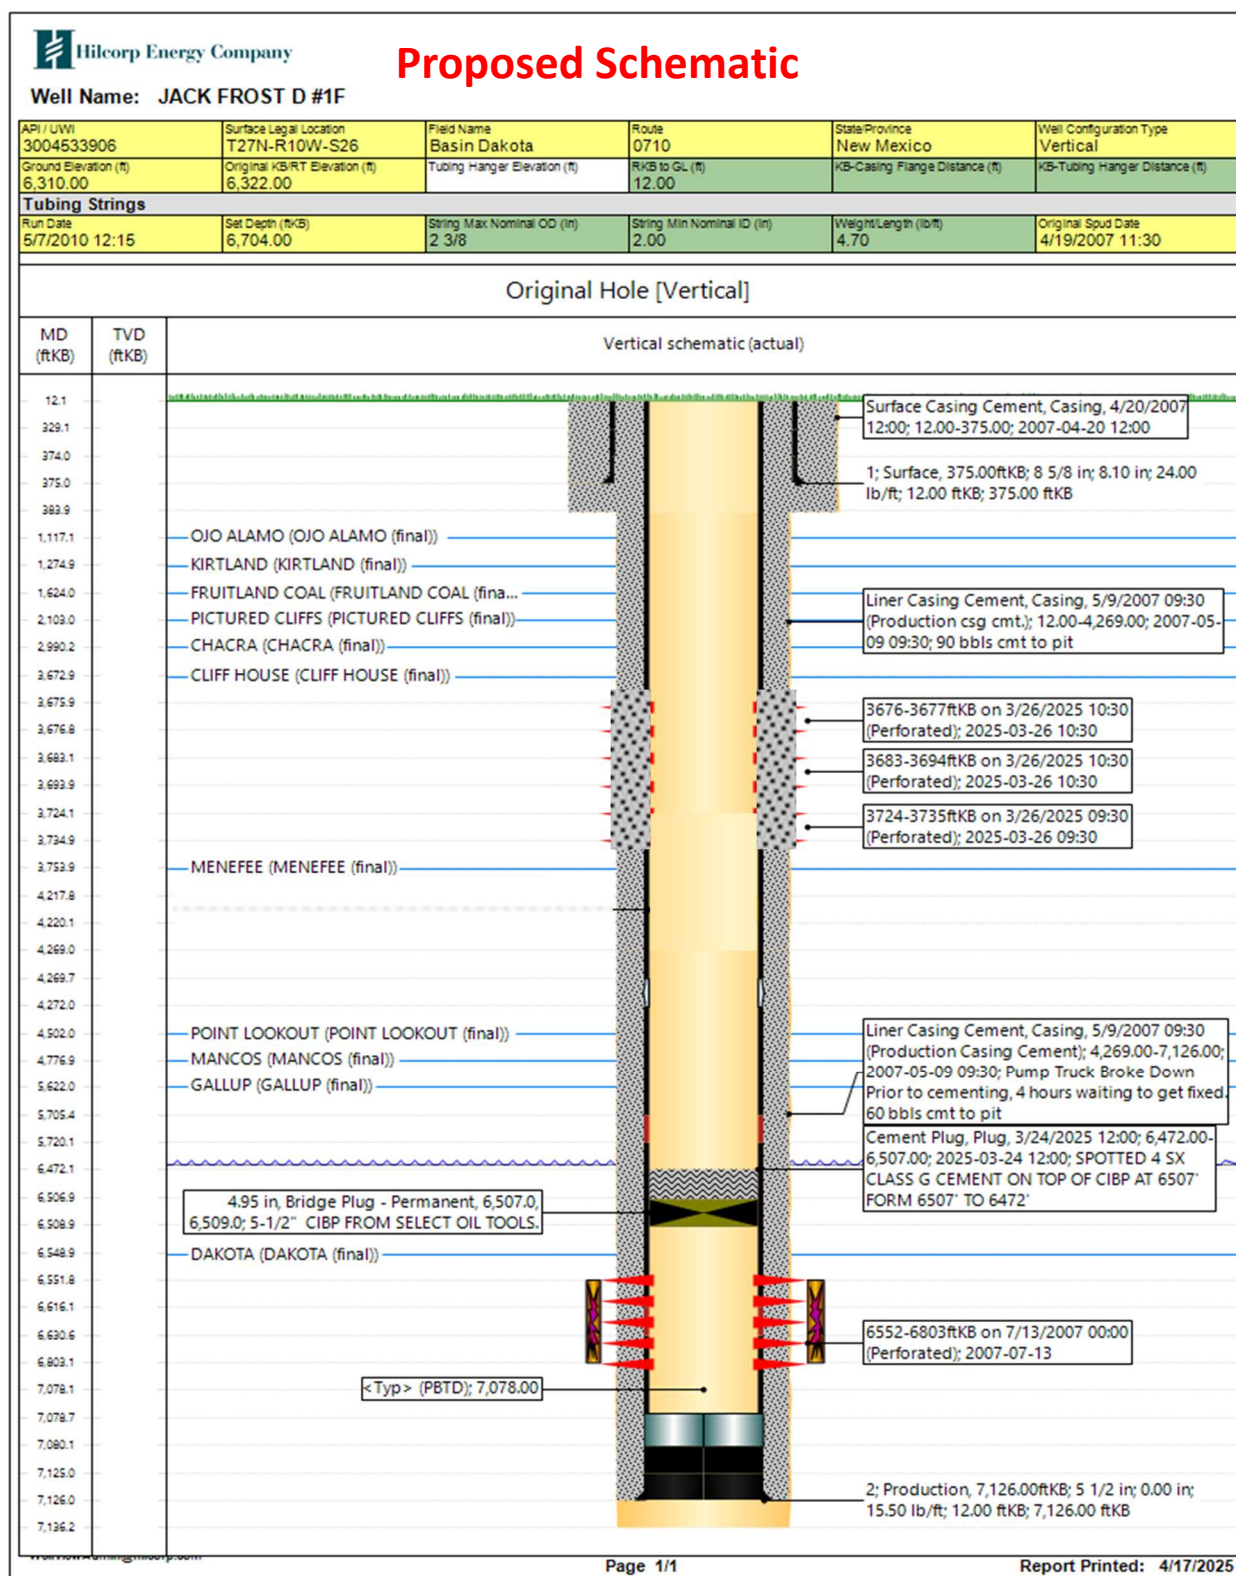 Hilcorp Energy Company
Proposed Schematic
Well Name: JACK FROST D #1F
API / UWI
3004533906
Surface Legal Location
T27N-R10W-S26
Field Name
Basin Dakota
Route
0710
State/Province
New Mexico
Well Configuration Type
Vertical
Ground Elevation (ft)
6,310.00
Original KB/RT Elevation (ft)
6,322.00
Tubing Hanger Elevation (ft)
RKB to GL (ft)
12.00
KB-Casing Flange Distance (ft)
KB-Tubing Hanger Distance (ft)
Tubing Strings
Run Date
5/7/2010 12:15
Set Depth (ftKB)
6,704.00
String Max Nominal OD (in)
2 3/8
String Min Nominal ID (in)
2.00
Weight/Length (lb/ft)
4.70
Original Spud Date
4/19/2007 11:30
Original Hole [Vertical]
MD
(ftKB)
TVD
(ftKB)
Vertical schematic (actual)
12.1
329.1
374.0
375.0
383.9
1,117.1
1,274.9
1,624.0
2,103.0
2,990.2
3,672.9
3,675.9
3,676.8
3,683.1
3,693.9
3,724.1
3,734.9
3,753.9
4,217.8
4,220.1
4,269.0
4,269.7
4,272.0
4,502.0
4,776.9
5,622.0
5,705.4
5,720.1
6,472.1
6,506.9
6,508.9
6,548.9
6,551.8
6,616.1
6,630.6
6,803.1
7,078.1
7,078.7
7,080.1
7,125.0
7,126.0
7,136.2
OJO ALAMO (OJO ALAMO (final))
KIRTLAND (KIRTLAND (final))
FRUITLAND COAL (FRUITLAND COAL (fina...
PICTURED CLIFFS (PICTURED CLIFFS (final))
CHACRA (CHACRA (final))
CLIFF HOUSE (CLIFF HOUSE (final))
MENEFEE (MENEFEE (final))
POINT LOOKOUT (POINT LOOKOUT (final))
MANCOS (MANCOS (final))
GALLUP (GALLUP (final))
4.95 in, Bridge Plug - Permanent, 6,507.0,
6,509.0; 5-1/2" CIBP FROM SELECT OIL TOOLS.
DAKOTA (DAKOTA (final))
<Typ> (PBTD); 7,078.00
Surface Casing Cement, Casing, 4/20/2007
12:00; 12.00-375.00; 2007-04-20 12:00
1; Surface, 375.00ftKB; 8 5/8 in; 8.10 in; 24.00
lb/ft; 12.00 ftKB; 375.00 ftKB
Liner Casing Cement, Casing, 5/9/2007 09:30
(Production csg cmt.); 12.00-4,269.00; 2007-05-
09 09:30; 90 bbls cmt to pit
3676-3677ftKB on 3/26/2025 10:30
(Perforated); 2025-03-26 10:30
3683-3694ftKB on 3/26/2025 10:30
(Perforated); 2025-03-26 10:30
3724-3735ftKB on 3/26/2025 09:30
(Perforated); 2025-03-26 09:30
Liner Casing Cement, Casing, 5/9/2007 09:30
(Production Casing Cement); 4,269.00-7,126.00;
2007-05-09 09:30; Pump Truck Broke Down
Prior to cementing, 4 hours waiting to get fixed.
60 bbls cmt to pit
Cement Plug, Plug, 3/24/2025 12:00; 6,472.00-
6,507.00; 2025-03-24 12:00; SPOTTED 4 SX
CLASS G CEMENT ON TOP OF CIBP AT 6507'
FORM 6507' TO 6472'
6552-6803ftKB on 7/13/2007 00:00
(Perforated); 2007-07-13
2; Production, 7,126.00ftKB; 5 1/2 in; 0.00 in;
15.50 lb/ft; 12.00 ftKB; 7,126.00 ftKB
Page 1/1
Report Printed: 4/17/2025